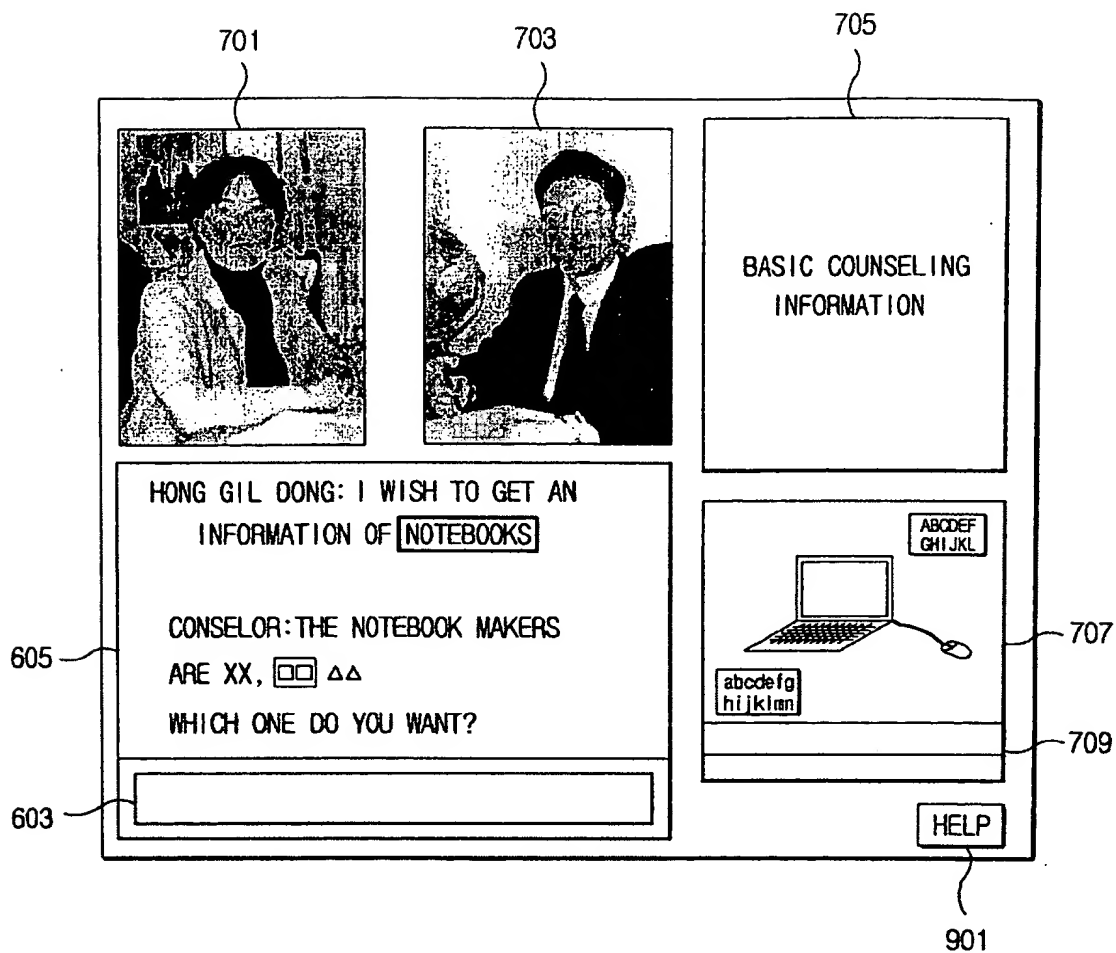 701
703
705
BASIC COUNSELING
INFORMATION
HONG GIL DONG: I WISH TO GET AN
INFORMATION OF NOTEBOOKS
CONSELOR:THE NOTEBOOK MAKERS
ARE XX, □□ △△
WHICH ONE DO YOU WANT?
605
603
ABCDEF
GHIJKL
abcdefg
hijklmn
707
709
HELP
901